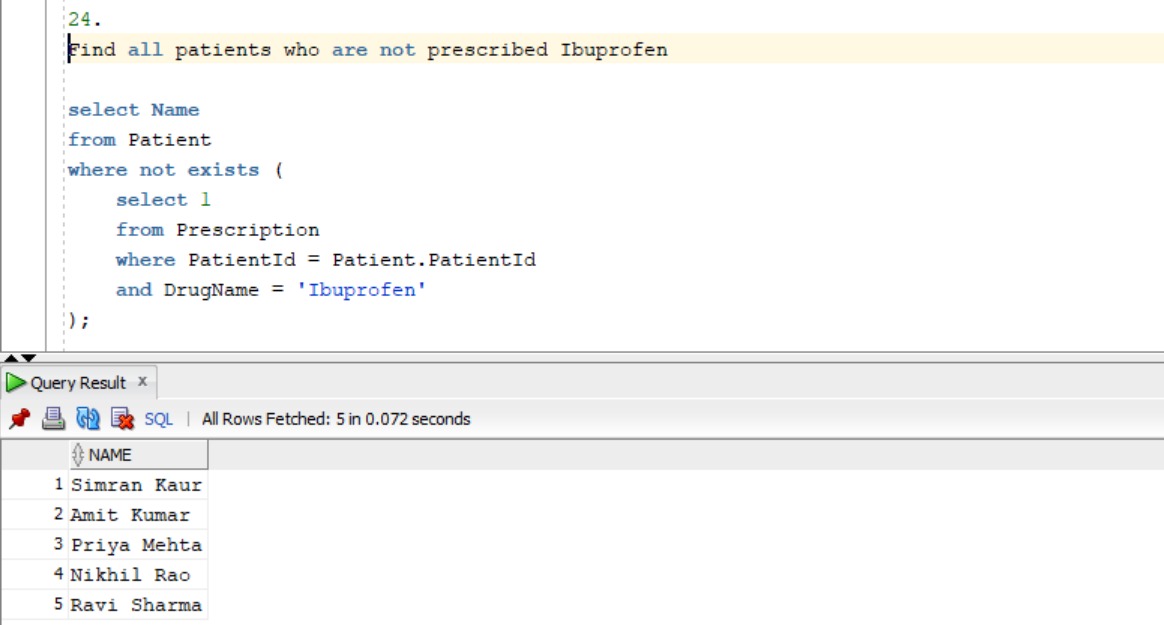 24.
Find all patients who are not prescribed Ibuprofen
select Name
from Patient
where not exists (
select 1
from Prescription
where PatientId = Patient.PatientId
and DrugName = 'Ibuprofen'
);
Query Result x
SQL | All Rows Fetched: 5 in 0.072 seconds
NAME
1 Simran Kaur
2 Amit Kumar
3 Priya Mehta
4 Nikhil Rao
5 Ravi Sharma